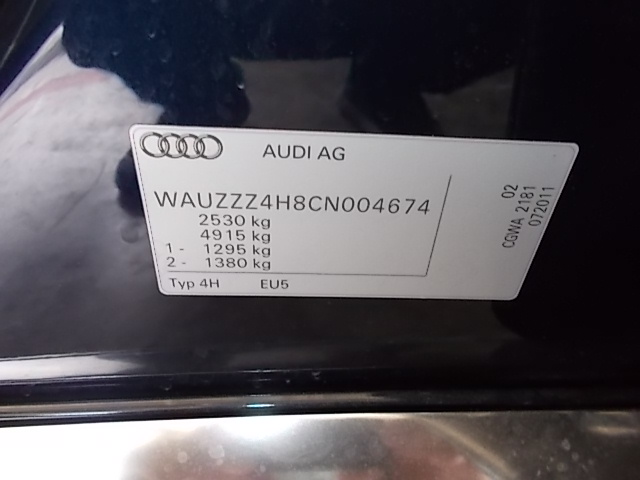 AUDI AG
WAUZZZ4H8CN004674
2530 kg
4915 kg
1 - 1295 kg
2 - 1380 kg
Typ 4H EU5
02
CGWA 2181
072011